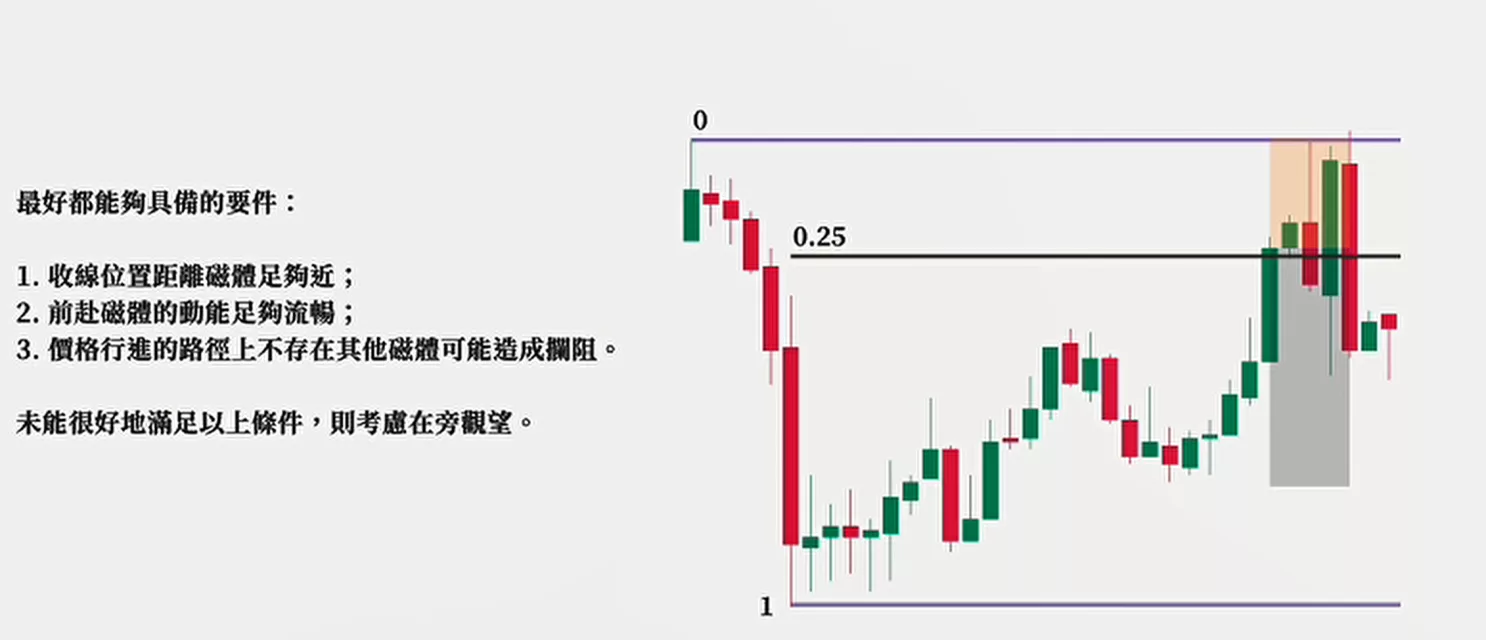 最好都能夠具備的要件：
1. 收線位置距離磁體足夠近；
2. 前赴磁體的動能足夠流暢；
3. 價格行進的路徑上不存在其他磁體可能造成攔阻。
未能很好地滿足以上條件，則考慮在旁觀望。
0
0.25
1